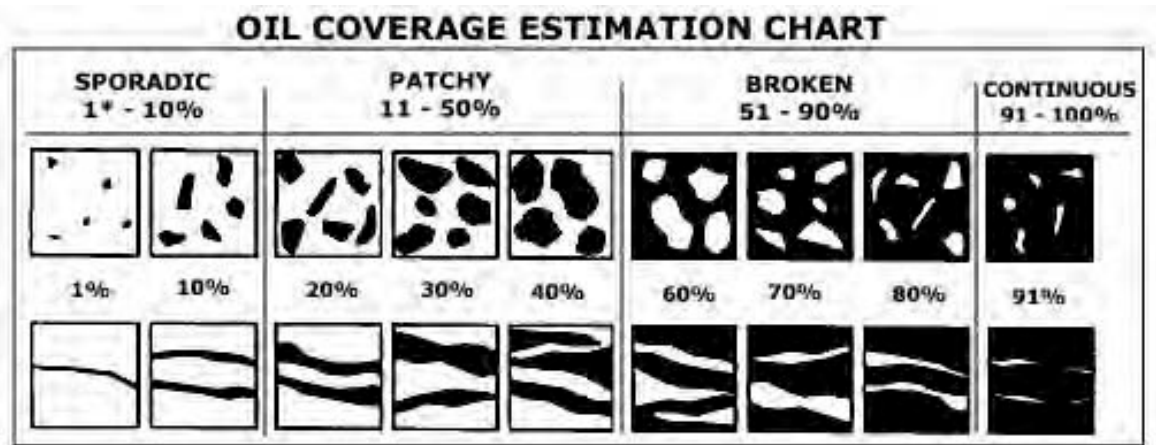 OIL COVERAGE ESTIMATION CHART
SPORADIC
1* - 10%
PATCHY
11 - 50%
BROKEN
51 - 90%
CONTINUOUS
91 - 100%
1% 10% 20% 30% 40% 60% 70% 80% 91%